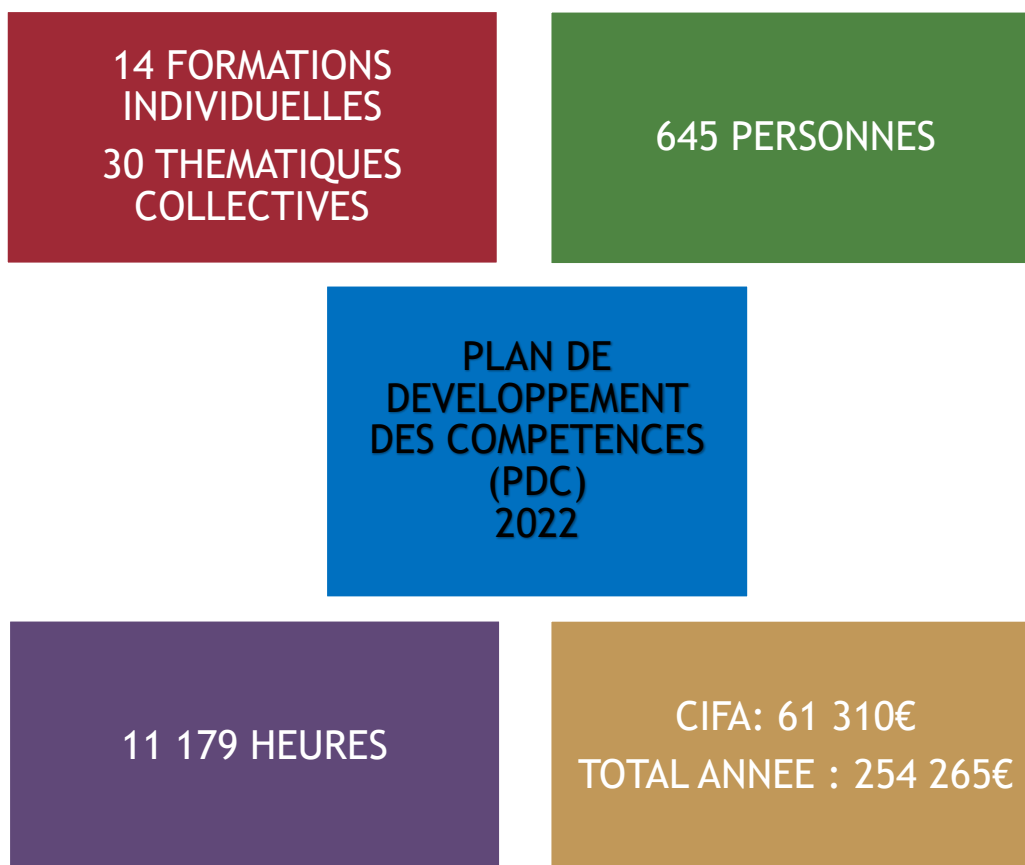 14 FORMATIONS
INDIVIDUELLES
30 THEMATIQUES
COLLECTIVES
645 PERSONNES
PLAN DE
DEVELOPPEMENT
DES COMPETENCES
(PDC)
2022
11 179 HEURES
CIFA: 61 310€
TOTAL ANNEE : 254 265€